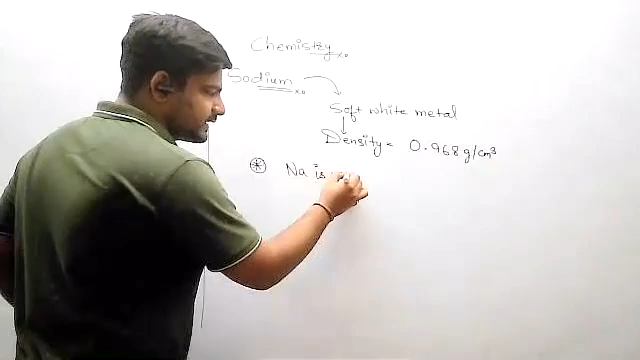 Chemistry
Sodium
Soft white metal
Density = 0.968 g/cm³
Na is